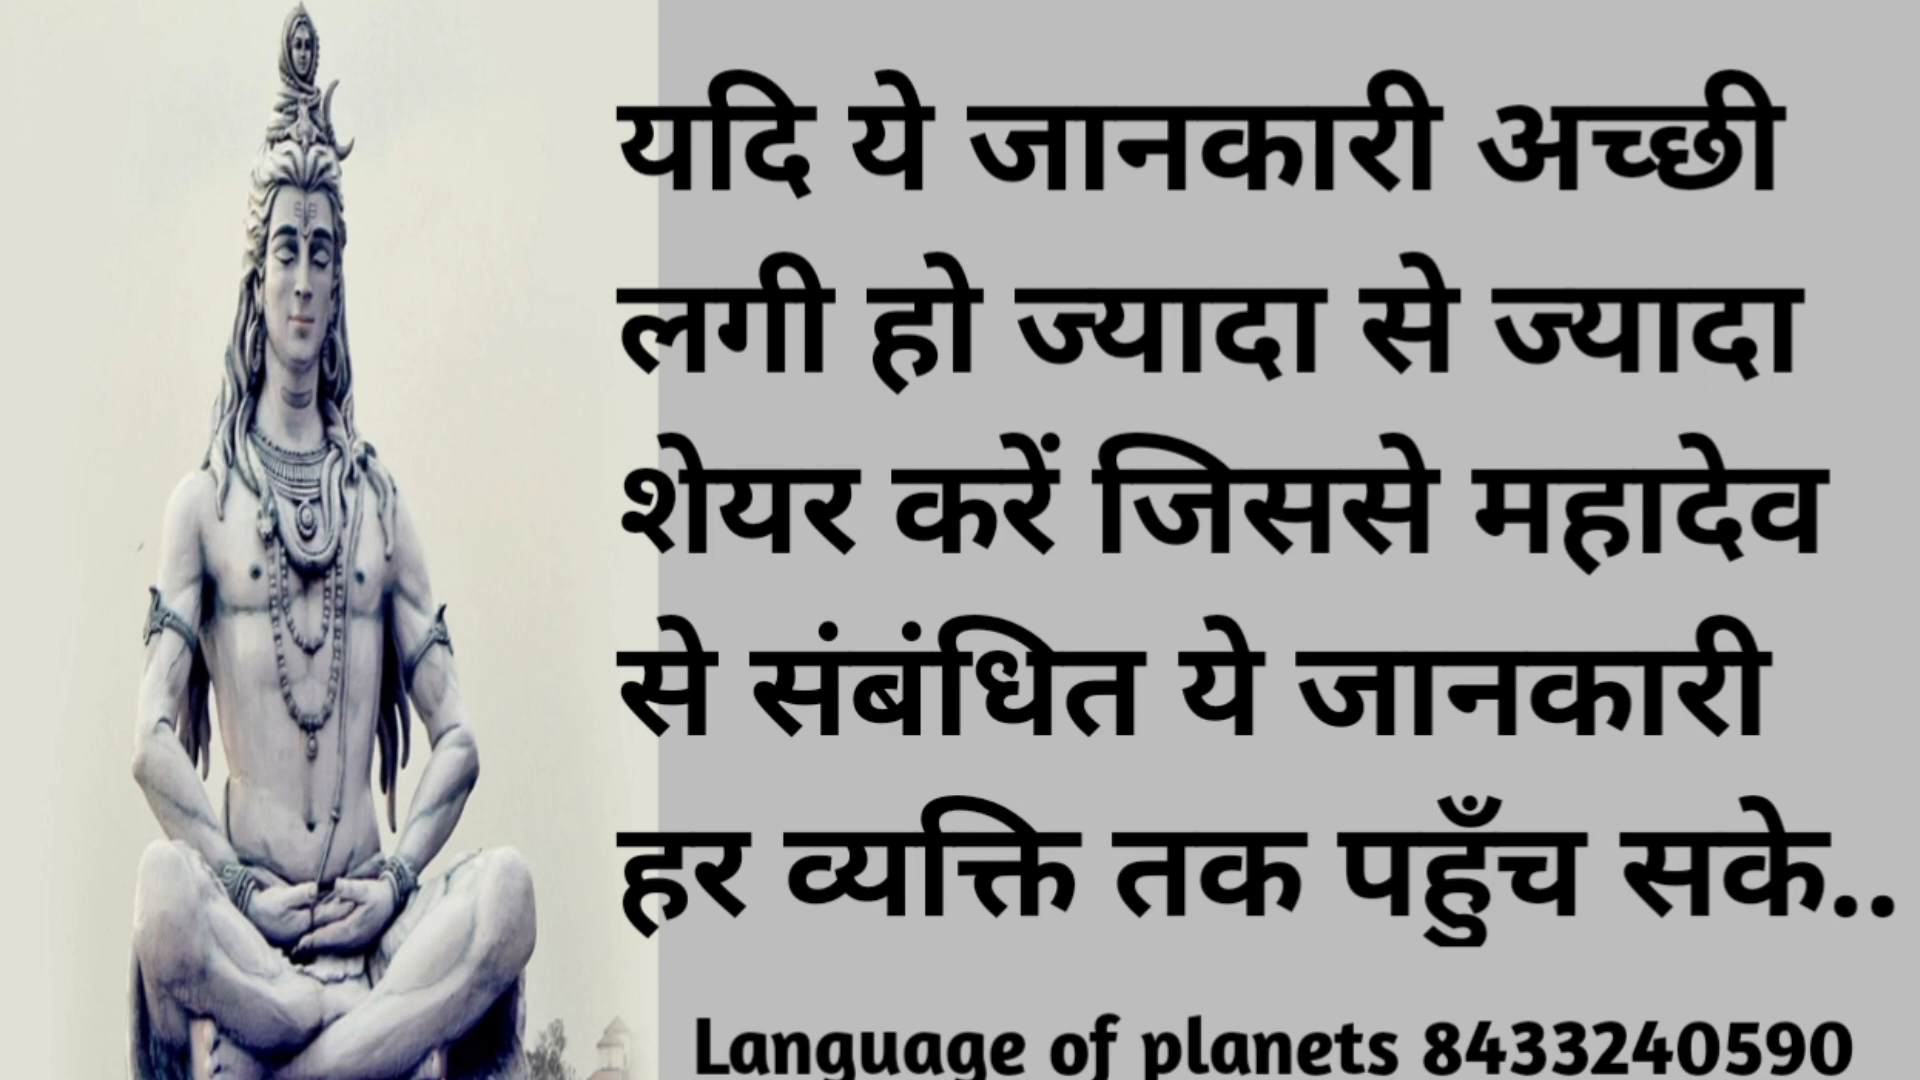 यदि ये जानकारी अच्छी
लगी हो ज्यादा से ज्यादा
शेयर करें जिससे महादेव
से संबंधित ये जानकारी
हर व्यक्ति तक पहुँच सके..
Language of planets 8433240590